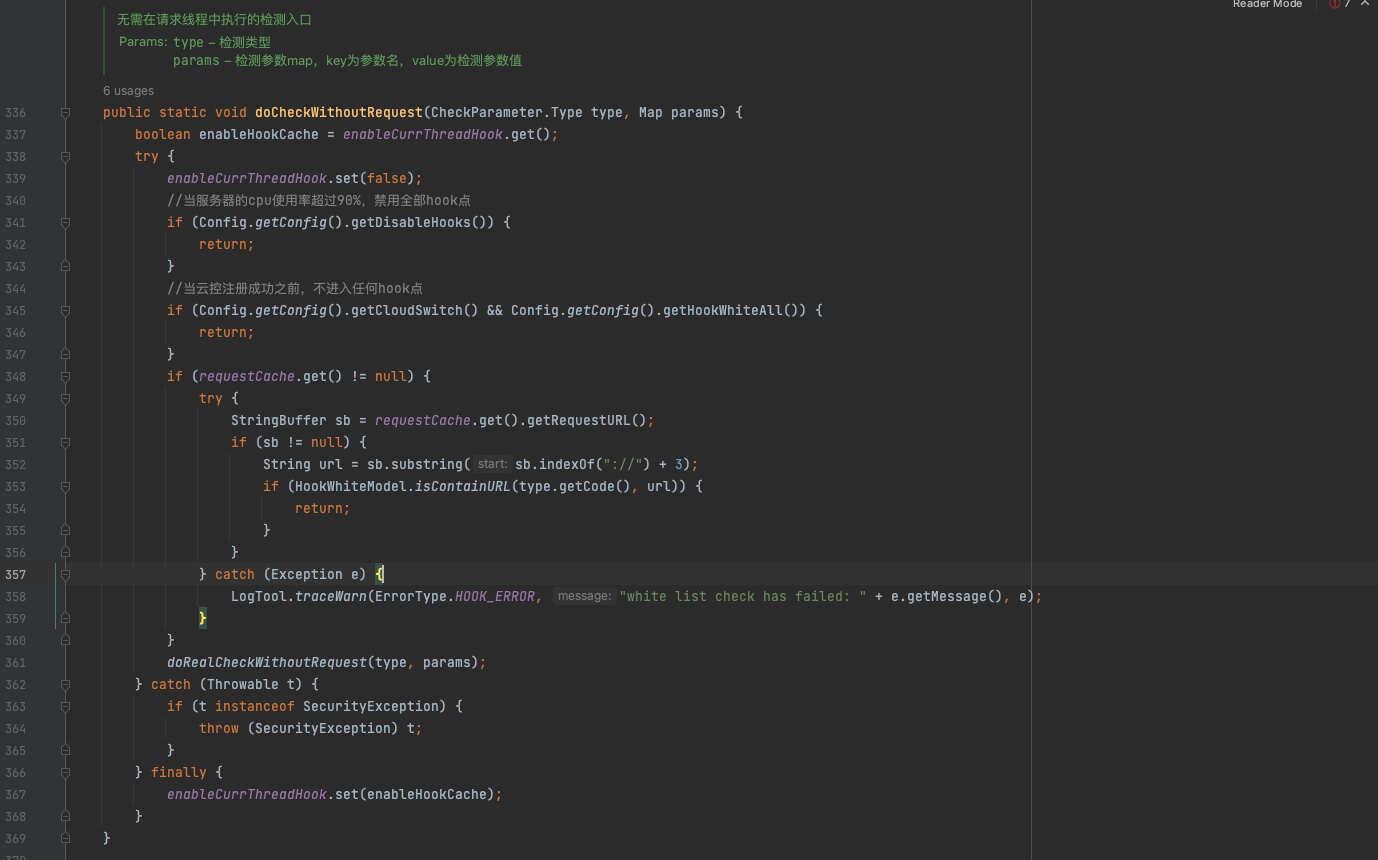 Reader Mode 7
无需在请求线程中执行的检测入口
Params: type – 检测类型
params – 检测参数map，key为参数名，value为检测参数值
6 usages
336 public static void doCheckWithoutRequest(CheckParameter.Type type, Map params) {
337 boolean enableHookCache = enableCurrThreadHook.get();
338 try {
339 enableCurrThreadHook.set(false);
340 //当服务器的cpu使用率超过90%，禁用全部hook点
341 if (Config.getConfig().getDisableHooks()) {
342 return;
343 }
344 //当云控注册成功之前，不进入任何hook点
345 if (Config.getConfig().getCloudSwitch() && Config.getConfig().getHookWhiteAll()) {
346 return;
347 }
348 if (requestCache.get() != null) {
349 try {
350 StringBuffer sb = requestCache.get().getRequestURL();
351 if (sb != null) {
352 String url = sb.substring( start: sb.indexOf("://") + 3);
353 if (HookWhiteModel.isContainURL(type.getCode(), url)) {
354 return;
355 }
356 }
357 } catch (Exception e) {
358 LogTool.traceWarn(ErrorType.HOOK_ERROR, message: "white list check has failed: " + e.getMessage(), e);
359 }
360 }
361 doRealCheckWithoutRequest(type, params);
362 } catch (Throwable t) {
363 if (t instanceof SecurityException) {
364 throw (SecurityException) t;
365 }
366 } finally {
367 enableCurrThreadHook.set(enableHookCache);
368 }
369 }